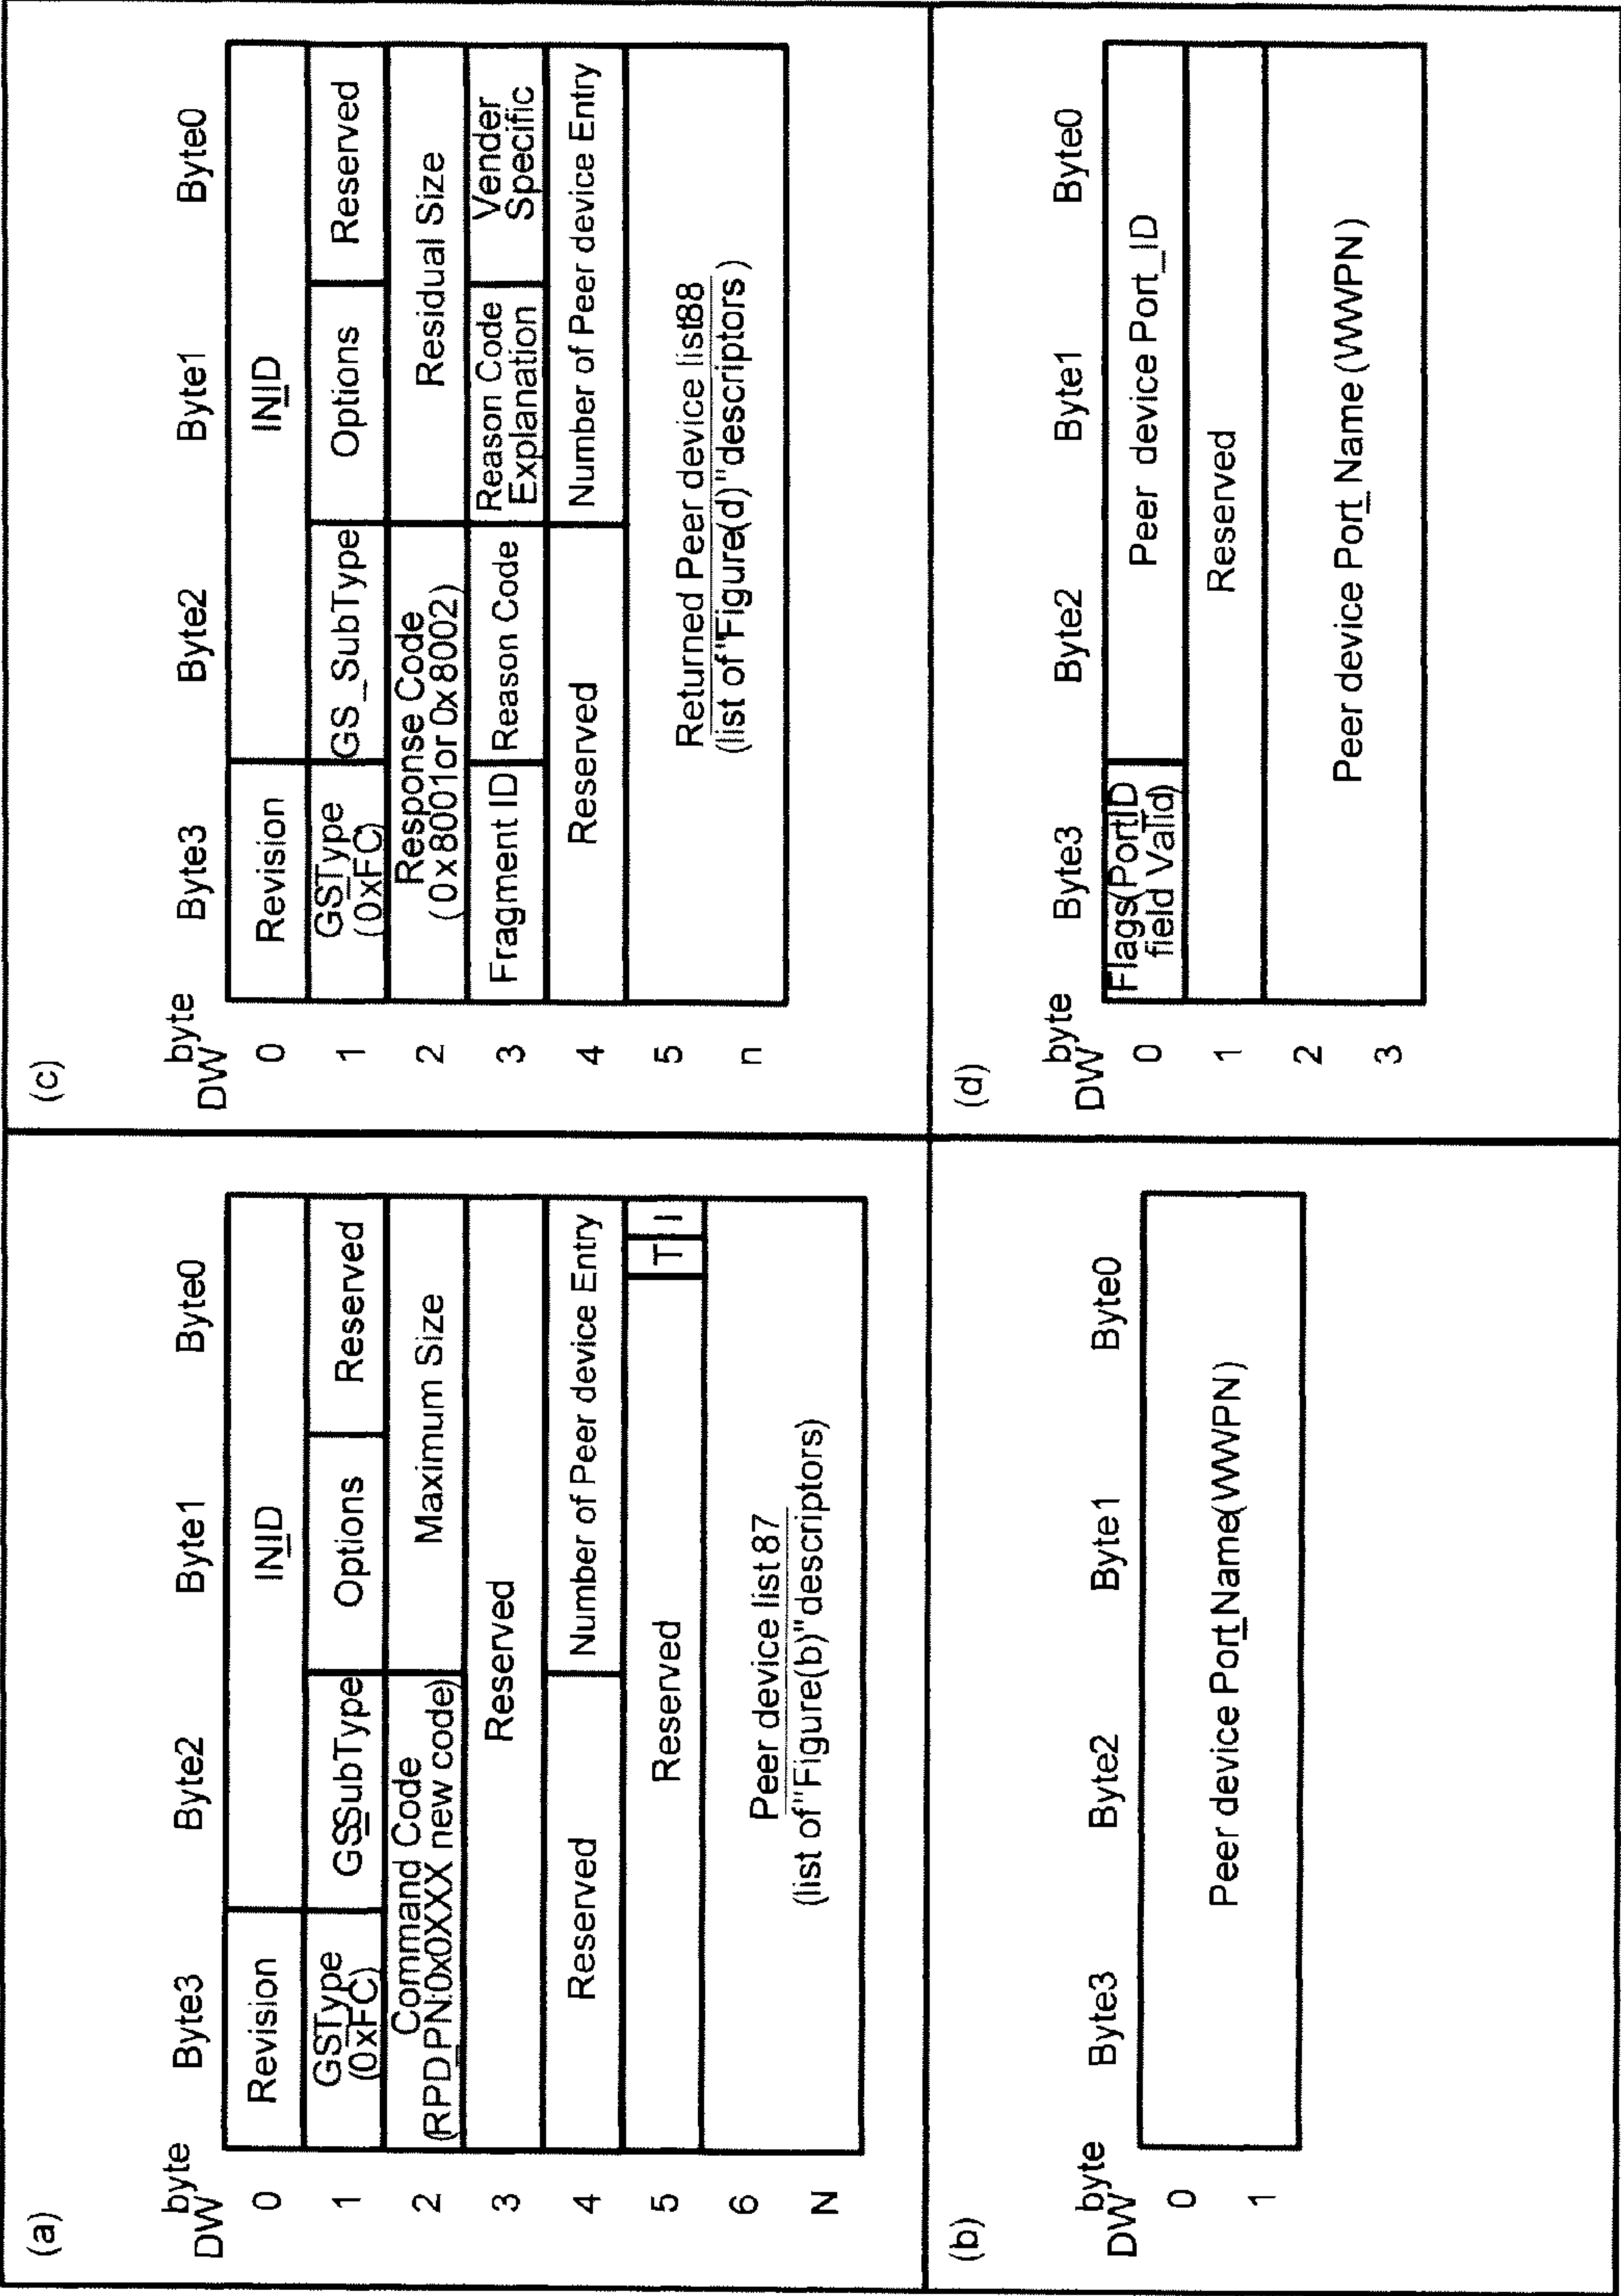 (a)
byte
DW
Byte3 Byte2 Byte1 Byte0
0 Revision IN_ID
1 GS_Type (0xFC) GS_SubType Options Reserved
2 Command Code (RPD_PN:0x0XXX new code) Maximum Size
3 Reserved
4 Reserved Number of Peer device Entry
5 Reserved T I
6 Peer device list 87
N (list of "Figure(b)" descriptors)
(b)
byte
DW
Byte3 Byte2 Byte1 Byte0
0 Peer device Port_Name(WWPN)
1
(c)
byte
DW
Byte3 Byte2 Byte1 Byte0
0 Revision IN_ID
1 GS_Type (0xFC) GS_SubType Options Reserved
2 Response Code (0x8001 or 0x8002) Residual Size
3 Fragment ID Reason Code Reason Code Explanation Vender Specific
4 Reserved Number of Peer device Entry
5 Returned Peer device list88
n (list of "Figure(d)" descriptors)
(d)
byte
DW
Byte3 Byte2 Byte1 Byte0
0 Flags(Port_ID field Valid) Peer device Port_ID
1 Reserved
2 Peer device Port_Name (WWPN)
3